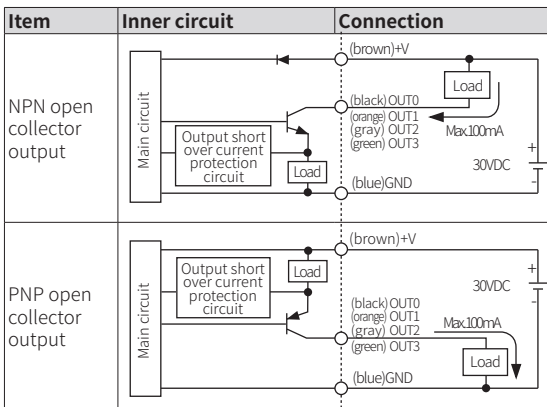 Item Inner circuit Connection
NPN open
collector
output
Main circuit
Output short
over current
protection
circuit
Load
(brown)+V
(black) OUT0
(orange) OUT1
(gray) OUT2
(green) OUT3
(blue)GND
Load
Max.100mA
30VDC
+
-
PNP open
collector
output
Main circuit
Output short
over current
protection
circuit
Load
(brown)+V
(black) OUT0
(orange) OUT1
(gray) OUT2
(green) OUT3
(blue)GND
Max.100mA
Load
30VDC
+
-